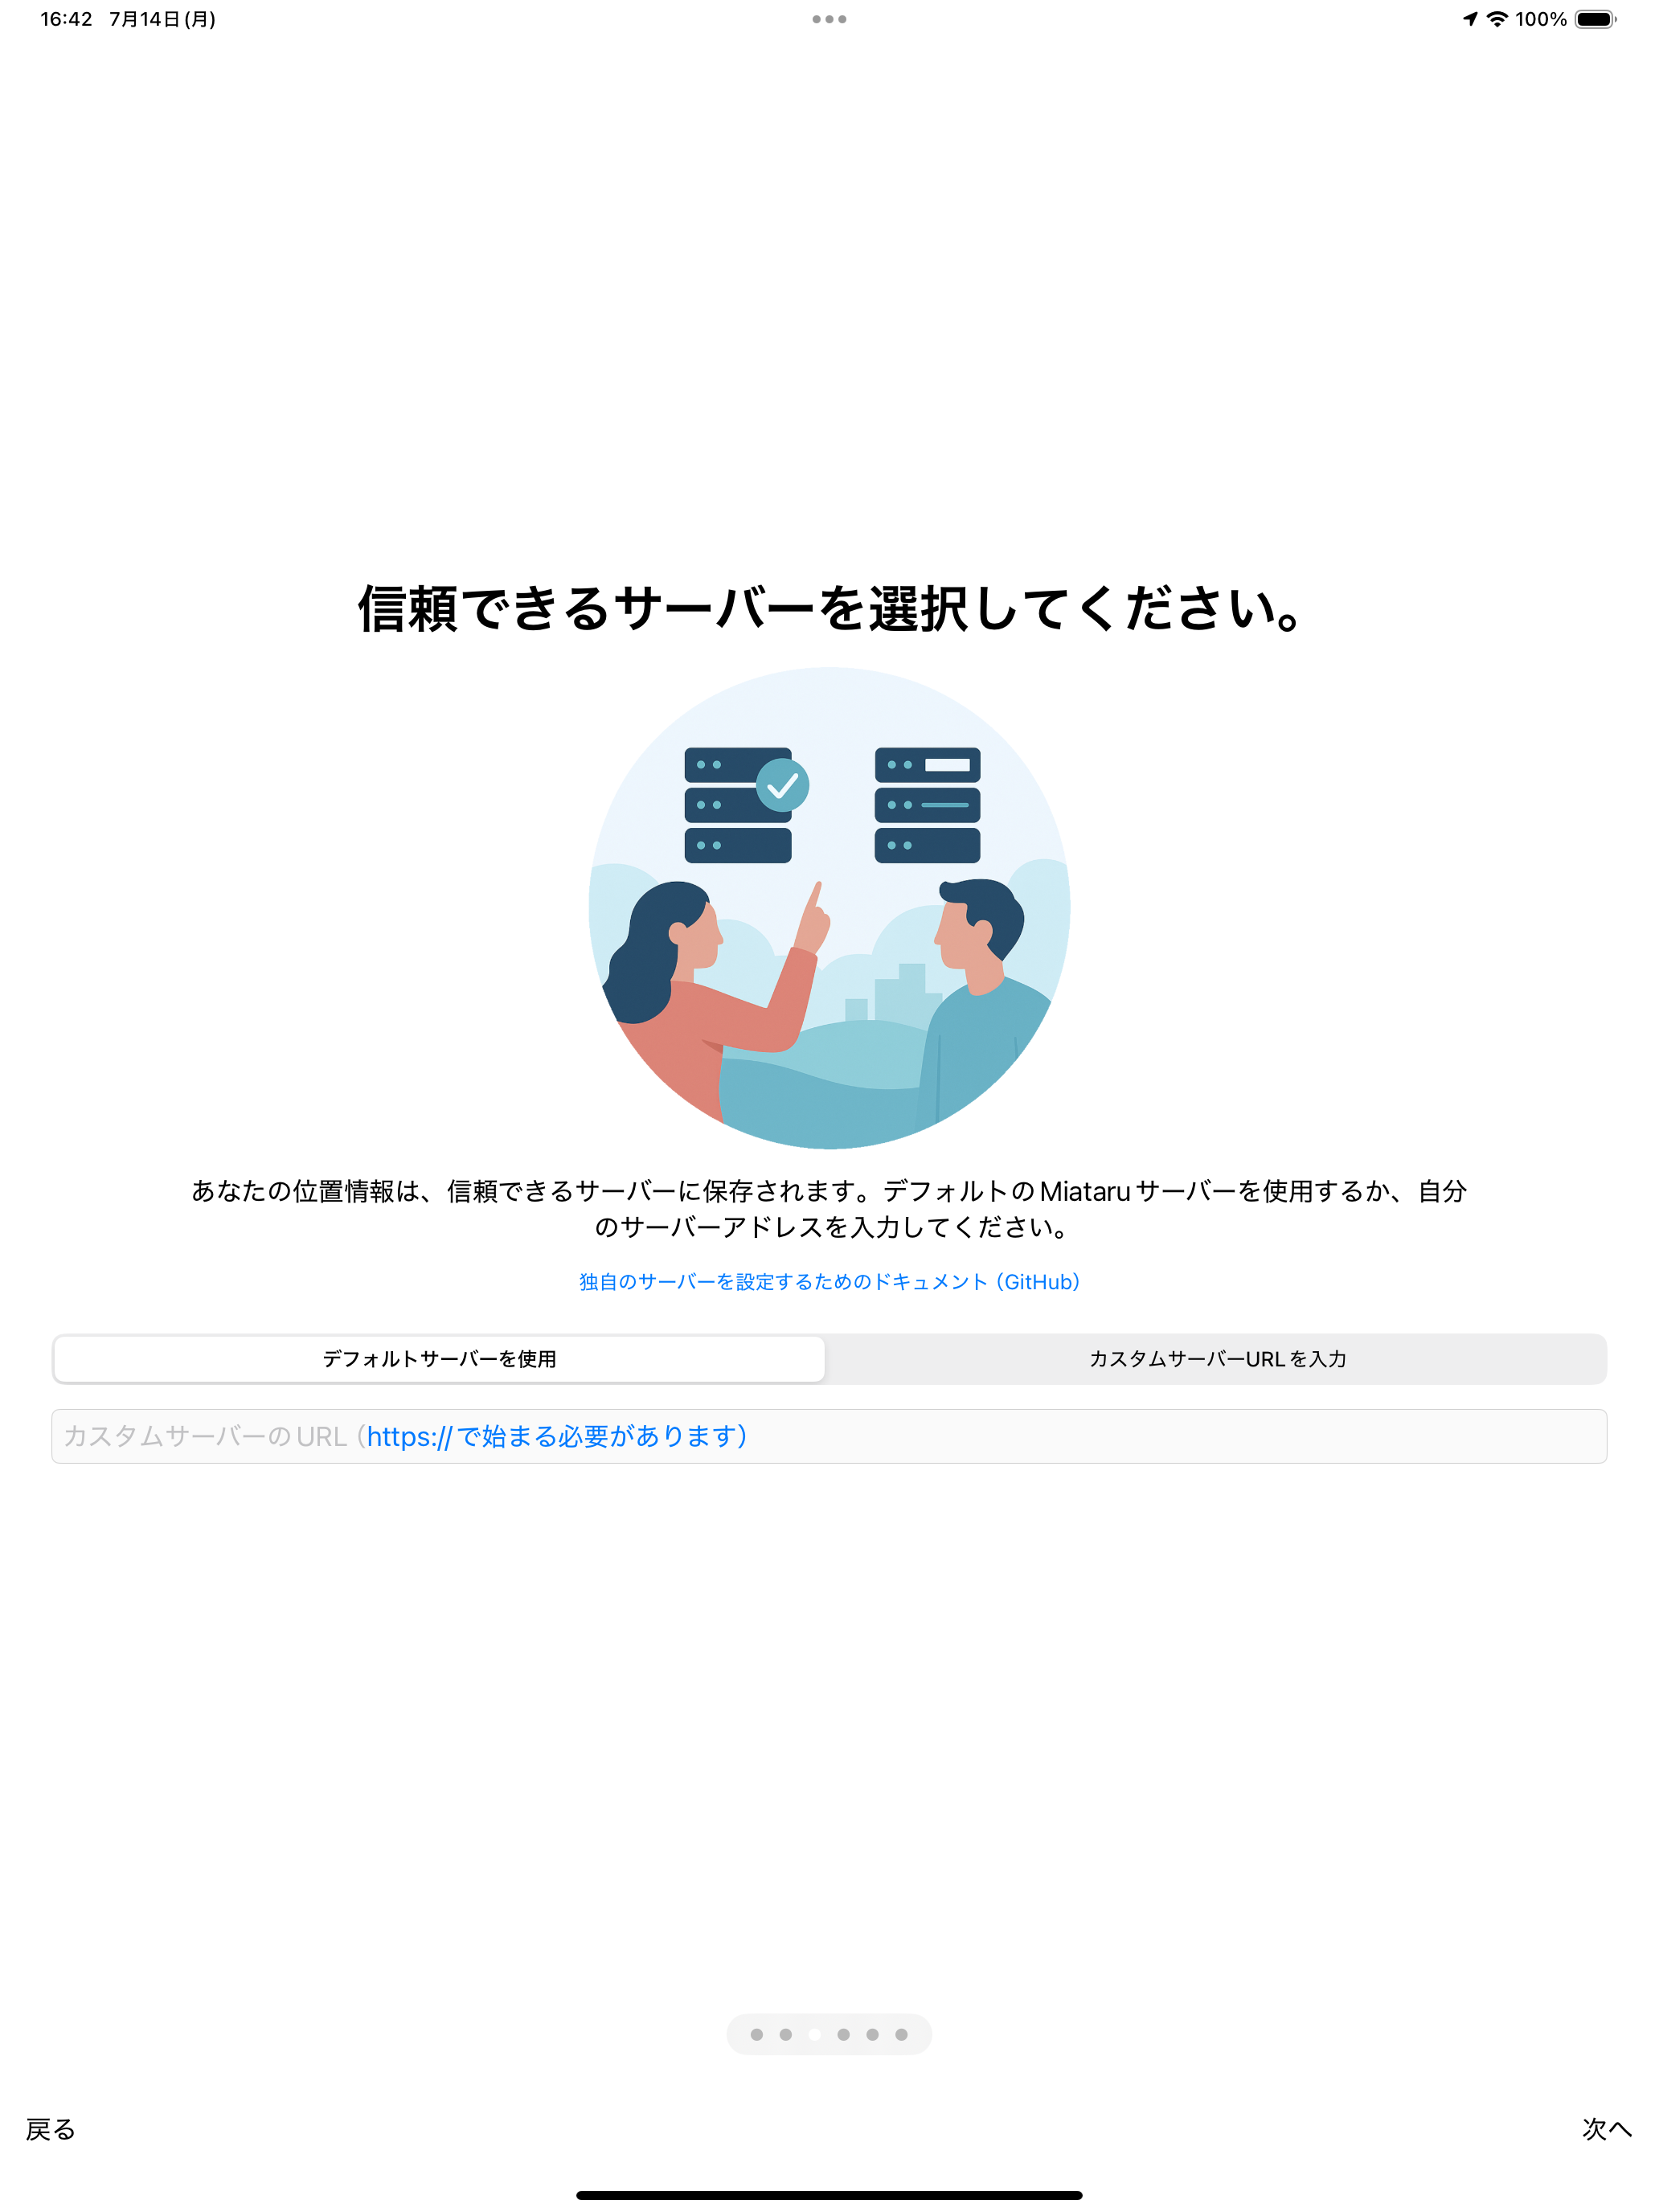 16:42 7月14日(月)
100%
信頼できるサーバーを選択してください。
あなたの位置情報は、信頼できるサーバーに保存されます。デフォルトのMiataruサーバーを使用するか、自分
のサーバーアドレスを入力してください。
独自のサーバーを設定するためのドキュメント（GitHub）
デフォルトサーバーを使用
カスタムサーバーURLを入力
カスタムサーバーのURL（https://で始まる必要があります）
戻る
次へ